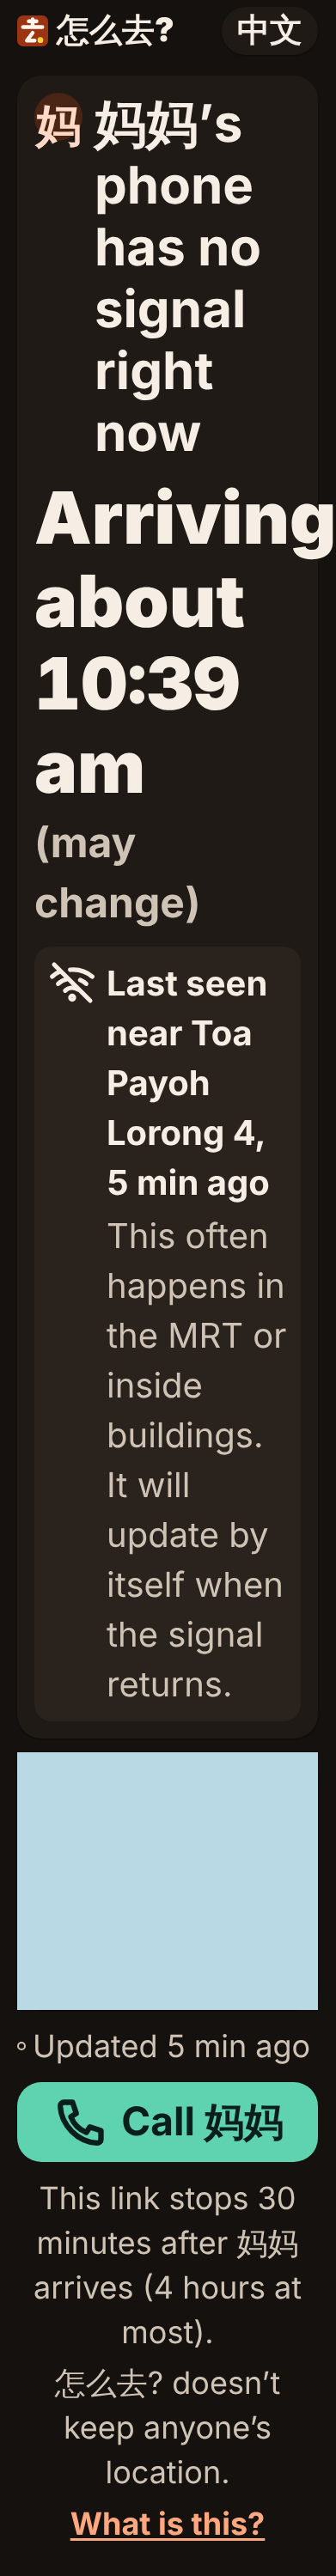 去 怎么去? 中文
妈 妈妈’s
phone
has no
signal
right
now
Arriving
about
10:39
am
(may
change)
Last seen
near Toa
Payoh
Lorong 4,
5 min ago
This often
happens in
the MRT or
inside
buildings.
It will
update by
itself when
the signal
returns.
Updated 5 min ago
Call 妈妈
This link stops 30
minutes after 妈妈
arrives (4 hours at
most).
怎么去? doesn’t
keep anyone’s
location.
What is this?